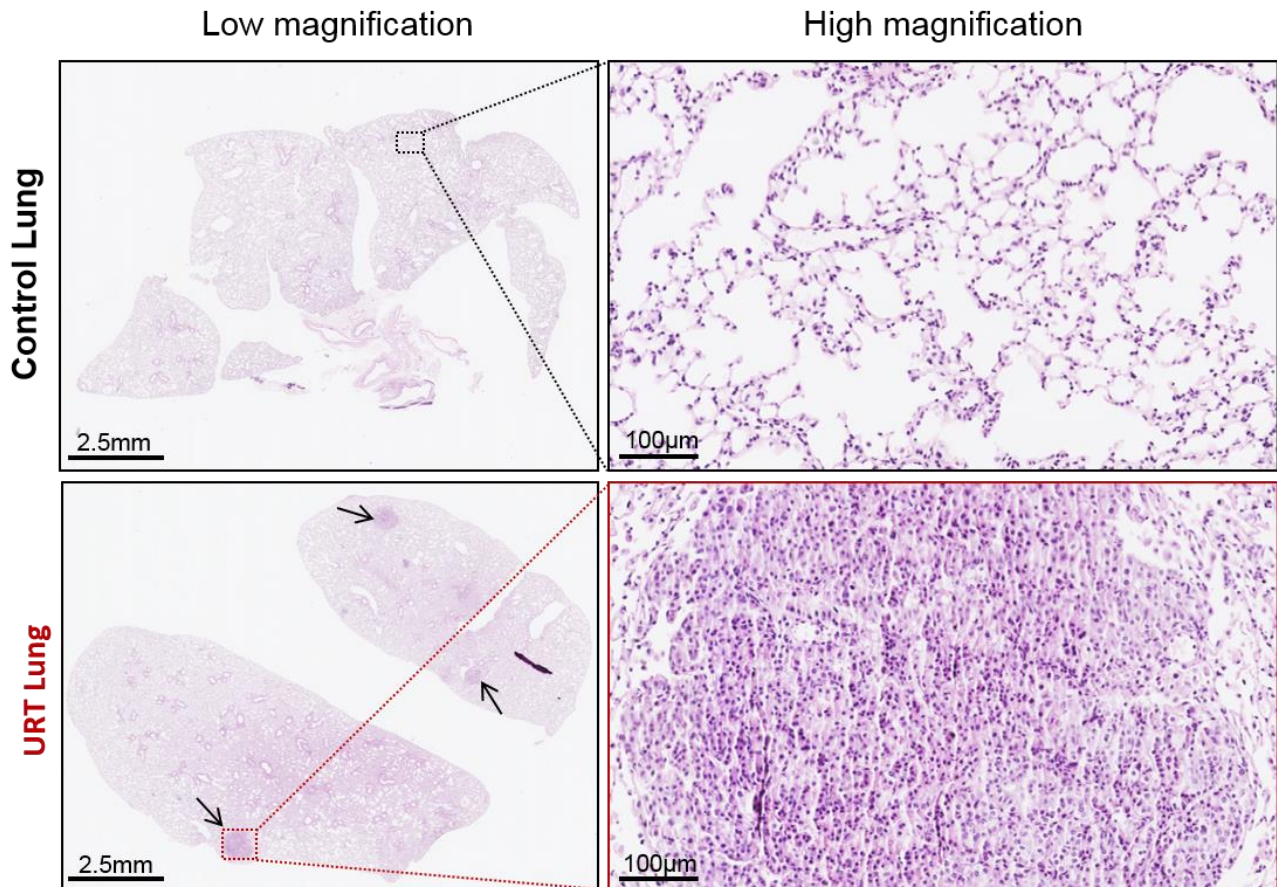 Low magnification
High magnification
Control Lung
2.5mm
100µm
URT Lung
2.5mm
100µm